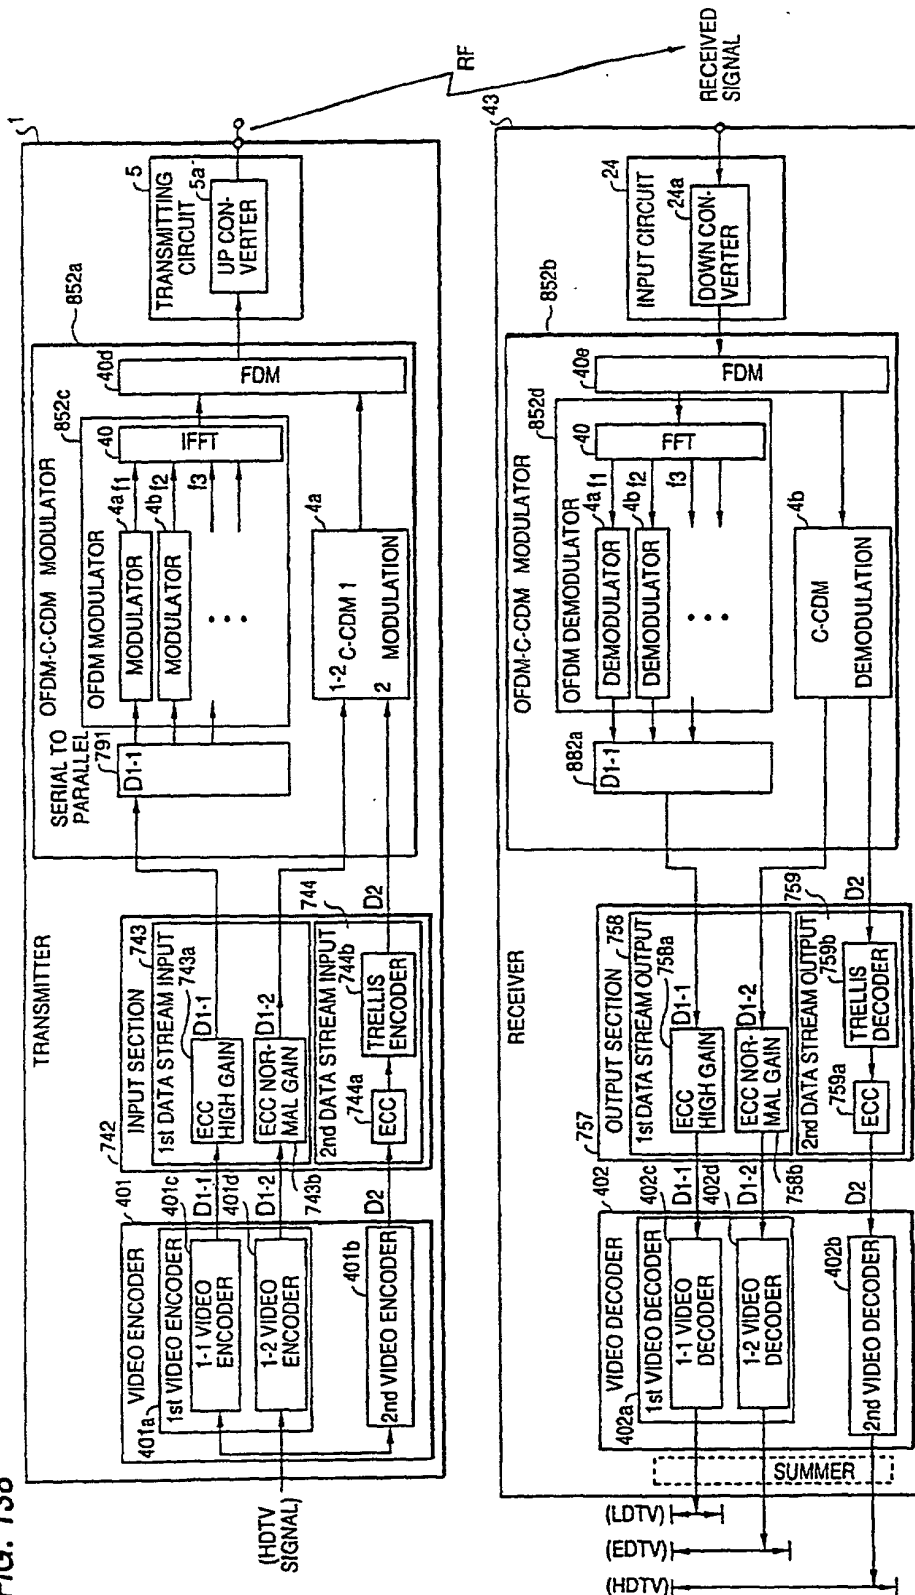 FIG. 138
TRANSMITTER
1
(HDTV
SIGNAL)
VIDEO ENCODER
401
401a
1st VIDEO ENCODER
1-1 VIDEO
ENCODER
401c
1-2 VIDEO
ENCODER
401d
2nd VIDEO ENCODER
401b
D1-1
D1-2
D2
742
INPUT SECTION
743
1st DATA STREAM INPUT
743a
ECC
HIGH GAIN
D1-1
ECC NOR-
MAL GAIN
D1-2
743b
744
2nd DATA STREAM INPUT
744a
744b
ECC
TRELLIS
ENCODER
D2
852a
OFDM-C-CDM MODULATOR
SERIAL TO
PARALLEL
791
D1-1
852c
OFDM MODULATOR
4a
MODULATOR
f1
4b
MODULATOR
f2
f3
40
IFFT
4a
1-2 C-CDM 1
2 MODULATION
40d
FDM
5
TRANSMITTING
CIRCUIT
5a
UP CON-
VERTER
RF
RECEIVED
SIGNAL
RECEIVER
43
24
INPUT CIRCUIT
24a
DOWN CON-
VERTER
852b
OFDM-C-CDM MODULATOR
40e
FDM
852d
OFDM DEMODULATOR
40
FFT
4a
DEMODULATOR
f1
4b
DEMODULATOR
f2
f3
882a
D1-1
4b
C-CDM
DEMODULATION
757
OUTPUT SECTION
758
1st DATA STREAM OUTPUT
758a
ECC
HIGH GAIN
D1-1
ECC NOR-
MAL GAIN
D1-2
758b
759
2nd DATA STREAM OUTPUT
759a
759b
ECC
TRELLIS
DECODER
D2
D1-1
D1-2
D2
VIDEO DECODER
402
402a
1st VIDEO DECODER
1-1 VIDEO
DECODER
402c
1-2 VIDEO
DECODER
402d
2nd VIDEO DECODER
402b
SUMMER
(LDTV)
(EDTV)
(HDTV)